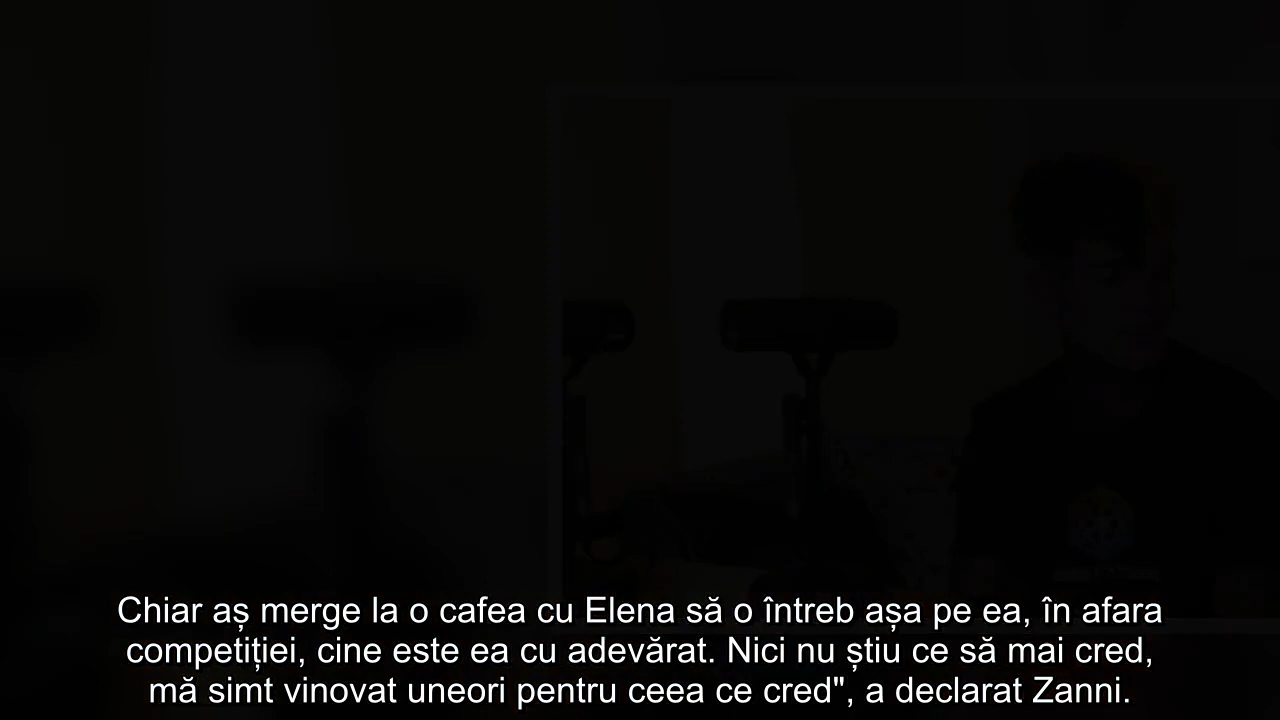 Chiar aș merge la o cafea cu Elena să o întreb așa pe ea, în afara
competiției, cine este ea cu adevărat. Nici nu știu ce să mai cred,
mă simt vinovat uneori pentru ceea ce cred", a declarat Zanni.